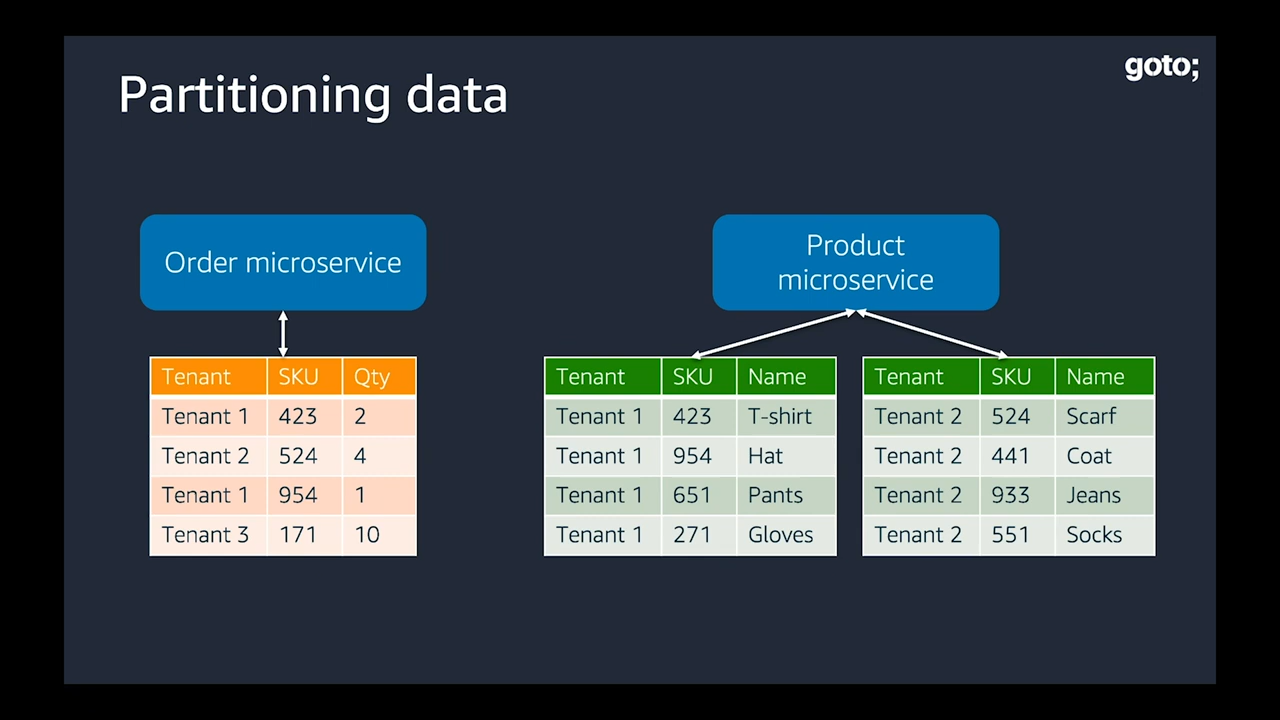 goto;
Partitioning data
Order microservice
Product
microservice
Tenant SKU Qty
Tenant 1 423 2
Tenant 2 524 4
Tenant 1 954 1
Tenant 3 171 10
Tenant SKU Name
Tenant 1 423 T-shirt
Tenant 1 954 Hat
Tenant 1 651 Pants
Tenant 1 271 Gloves
Tenant SKU Name
Tenant 2 524 Scarf
Tenant 2 441 Coat
Tenant 2 933 Jeans
Tenant 2 551 Socks